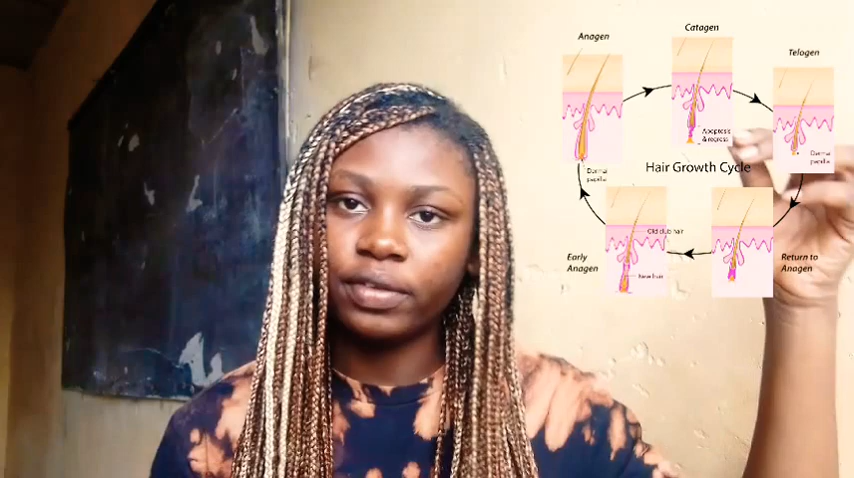 Catagen
Anagen
Telogen
Apoptosis
& regress
Dermal
papilla
Hair Growth Cycle
Dermal
papilla
Old club hair
Early
Anagen
New hair
Return to
Anagen